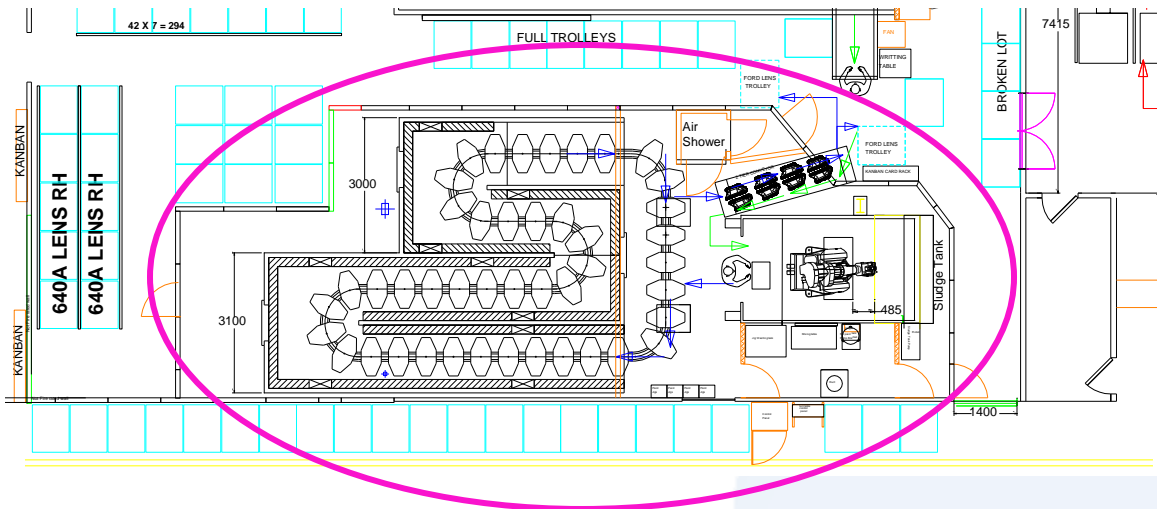 42 X 7 = 294
FULL TROLLEYS
FAN
WRITTING
TABLE
BROKEN LOT
7415
FORD LENS
TROLLEY
Air
Shower
FORD LENS
TROLLEY
KANBAN CARD RACK
KANBAN
640A LENS RH
640A LENS RH
3000
3100
Sludge Tank
485
KANBAN
1400